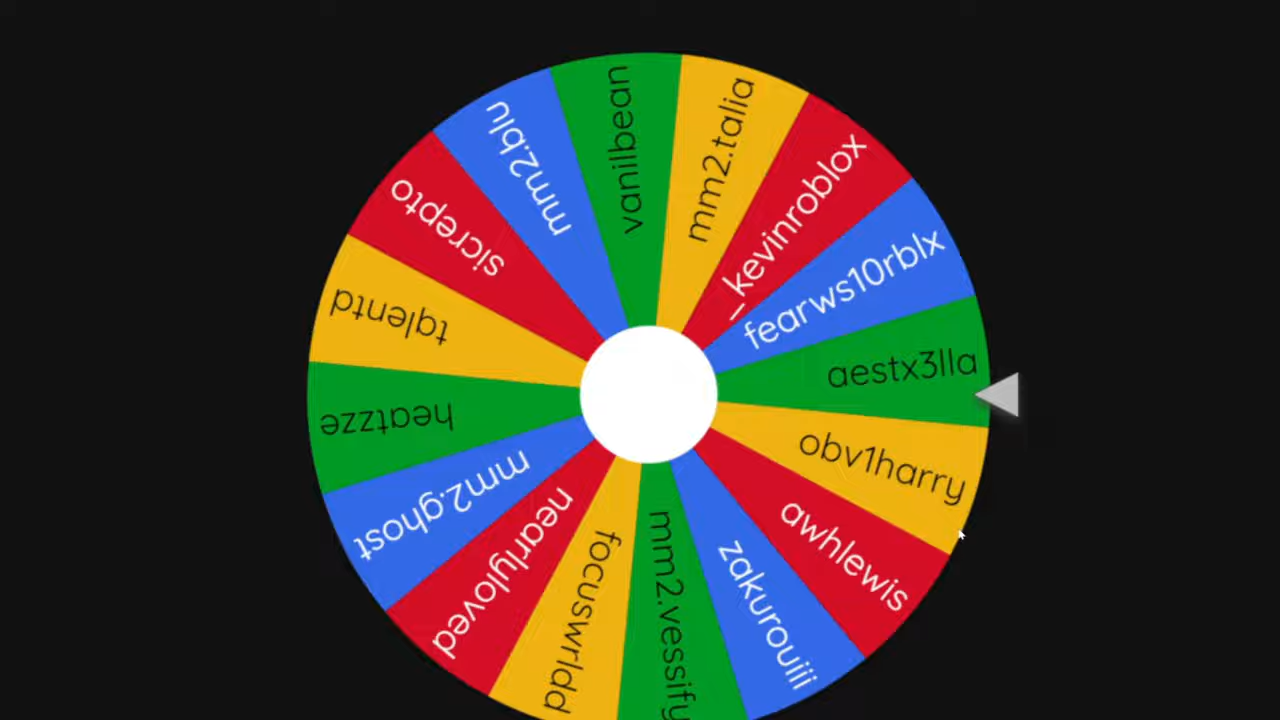 vanilbean
mm2.talia
_kevinroblox
fearws10rblx
aestx3lla
obv1harry
awhlewis
zakurouiii
mm2.vessify
focuswrldd
nearlyloved
mm2.ghost
heatzze
tqlentd
slcrepto
mm2.blu